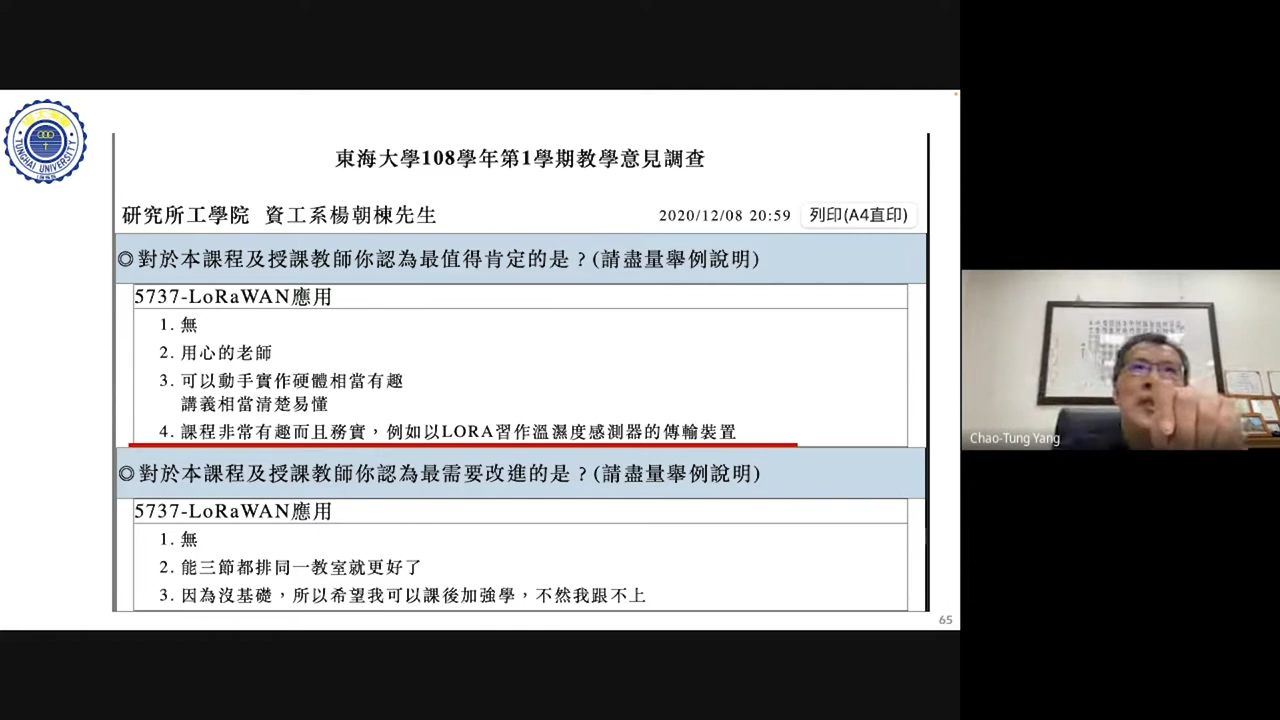 東海大學108學年第1學期教學意見調查
研究所工學院 資工系楊朝棟先生
2020/12/08 20:59 列印(A4直印)
◎對於本課程及授課教師你認為最值得肯定的是？(請盡量舉例說明)
5737-LoRaWAN應用
1. 無
2. 用心的老師
3. 可以動手實作硬體相當有趣
講義相當清楚易懂
4. 課程非常有趣而且務實，例如以LORA習作溫濕度感測器的傳輸裝置
◎對於本課程及授課教師你認為最需要改進的是？(請盡量舉例說明)
5737-LoRaWAN應用
1. 無
2. 能三節都排同一教室就更好了
3. 因為沒基礎，所以希望我可以課後加強學，不然我跟不上
65
TUNGHAI UNIVERSITY
Chao-Tung Yang